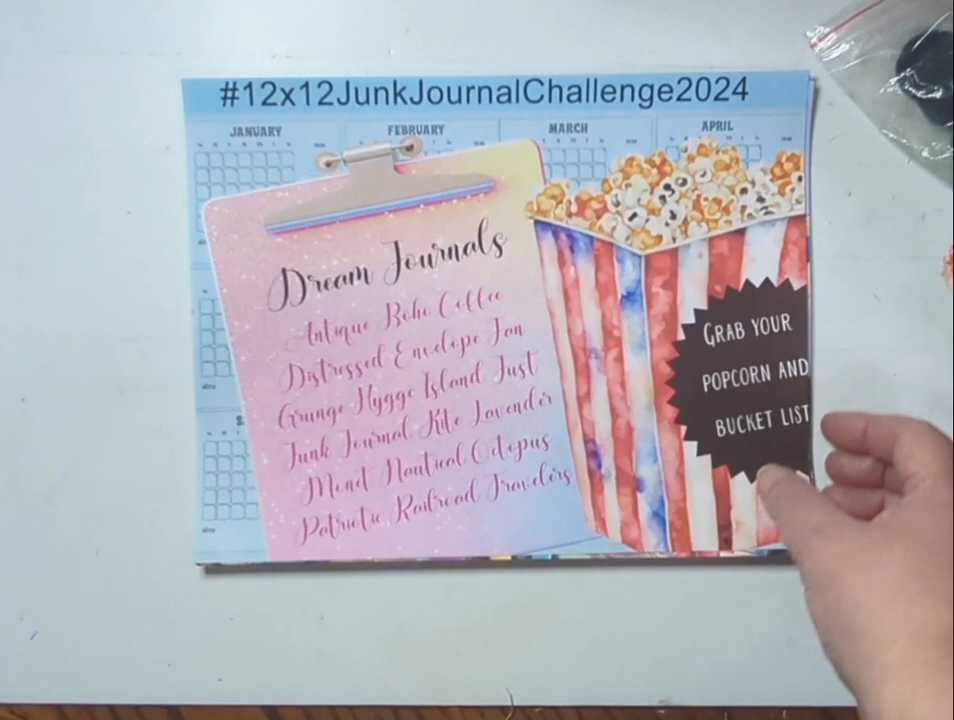 #12x12JunkJournalChallenge2024
JANUARY
FEBRUARY
MARCH
APRIL
Dream Journals
Antique Boho Coffee
Distressed Envelope Fan
Grunge Hygge Island Just
Junk Journal Kite Lavender
Monet Nautical Octopus
Patriotic Railroad Travelers
GRAB YOUR
POPCORN AND
BUCKET LIST